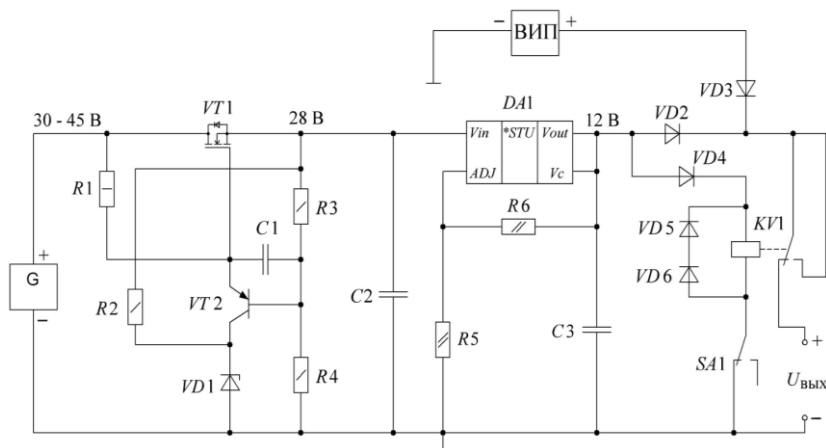 − ВИП +
VT1
DA1
VD3
30 - 45 В
28 В
12 В
VD2
Vin *STU Vout
ADJ Vc
VD4
R1
R3
R6
KV1
C1
VD5
+
G
−
R2
VT2
C2
VD6
R5
C3
R4
SA1
+
VD1
Uвых
−